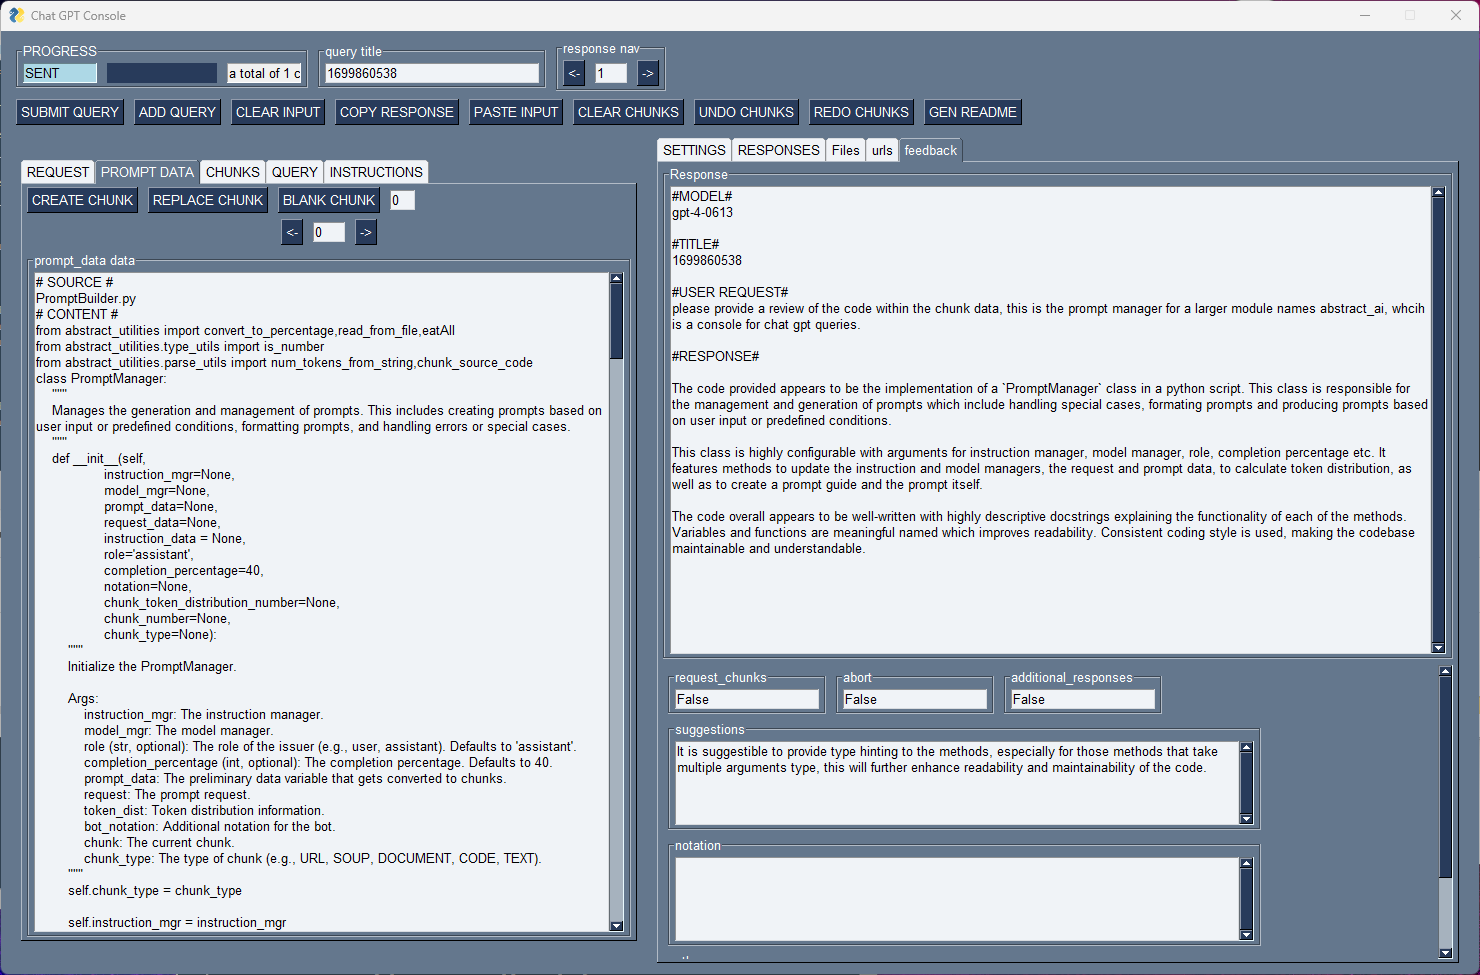 Chat GPT Console
PROGRESS
SENT
a total of 1 c
query title
1699860538
response nav
<-
1
->
SUBMIT QUERY
ADD QUERY
CLEAR INPUT
COPY RESPONSE
PASTE INPUT
CLEAR CHUNKS
UNDO CHUNKS
REDO CHUNKS
GEN README
REQUEST
PROMPT DATA
CHUNKS
QUERY
INSTRUCTIONS
CREATE CHUNK
REPLACE CHUNK
BLANK CHUNK
0
<-
0
->
prompt_data data
# SOURCE #
PromptBuilder.py
# CONTENT #
from abstract_utilities import convert_to_percentage,read_from_file,eatAll
from abstract_utilities.type_utils import is_number
from abstract_utilities.parse_utils import num_tokens_from_string,chunk_source_code
class PromptManager:
"""
Manages the generation and management of prompts. This includes creating prompts based on
user input or predefined conditions, formatting prompts, and handling errors or special cases.
"""
def __init__(self,
instruction_mgr=None,
model_mgr=None,
prompt_data=None,
request_data=None,
instruction_data = None,
role='assistant',
completion_percentage=40,
notation=None,
chunk_token_distribution_number=None,
chunk_number=None,
chunk_type=None):
"""
Initialize the PromptManager.
Args:
instruction_mgr: The instruction manager.
model_mgr: The model manager.
role (str, optional): The role of the issuer (e.g., user, assistant). Defaults to 'assistant'.
completion_percentage (int, optional): The completion percentage. Defaults to 40.
prompt_data: The preliminary data variable that gets converted to chunks.
request: The prompt request.
token_dist: Token distribution information.
bot_notation: Additional notation for the bot.
chunk: The current chunk.
chunk_type: The type of chunk (e.g., URL, SOUP, DOCUMENT, CODE, TEXT).
"""
self.chunk_type = chunk_type
self.instruction_mgr = instruction_mgr
SETTINGS
RESPONSES
Files
urls
feedback
Response
#MODEL#
gpt-4-0613
#TITLE#
1699860538
#USER REQUEST#
please provide a review of the code within the chunk data, this is the prompt manager for a larger module names abstract_ai, whcih
is a console for chat gpt queries.
#RESPONSE#
The code provided appears to be the implementation of a `PromptManager` class in a python script. This class is responsible for
the management and generation of prompts which include handling special cases, formating prompts and producing prompts based
on user input or predefined conditions.
This class is highly configurable with arguments for instruction manager, model manager, role, completion percentage etc. It
features methods to update the instruction and model managers, the request and prompt data, to calculate token distribution, as
well as to create a prompt guide and the prompt itself.
The code overall appears to be well-written with highly descriptive docstrings explaining the functionality of each of the methods.
Variables and functions are meaningful named which improves readability. Consistent coding style is used, making the codebase
maintainable and understandable.
request_chunks
False
abort
False
additional_responses
False
suggestions
It is suggestible to provide type hinting to the methods, especially for those methods that take
multiple arguments type, this will further enhance readability and maintainability of the code.
notation